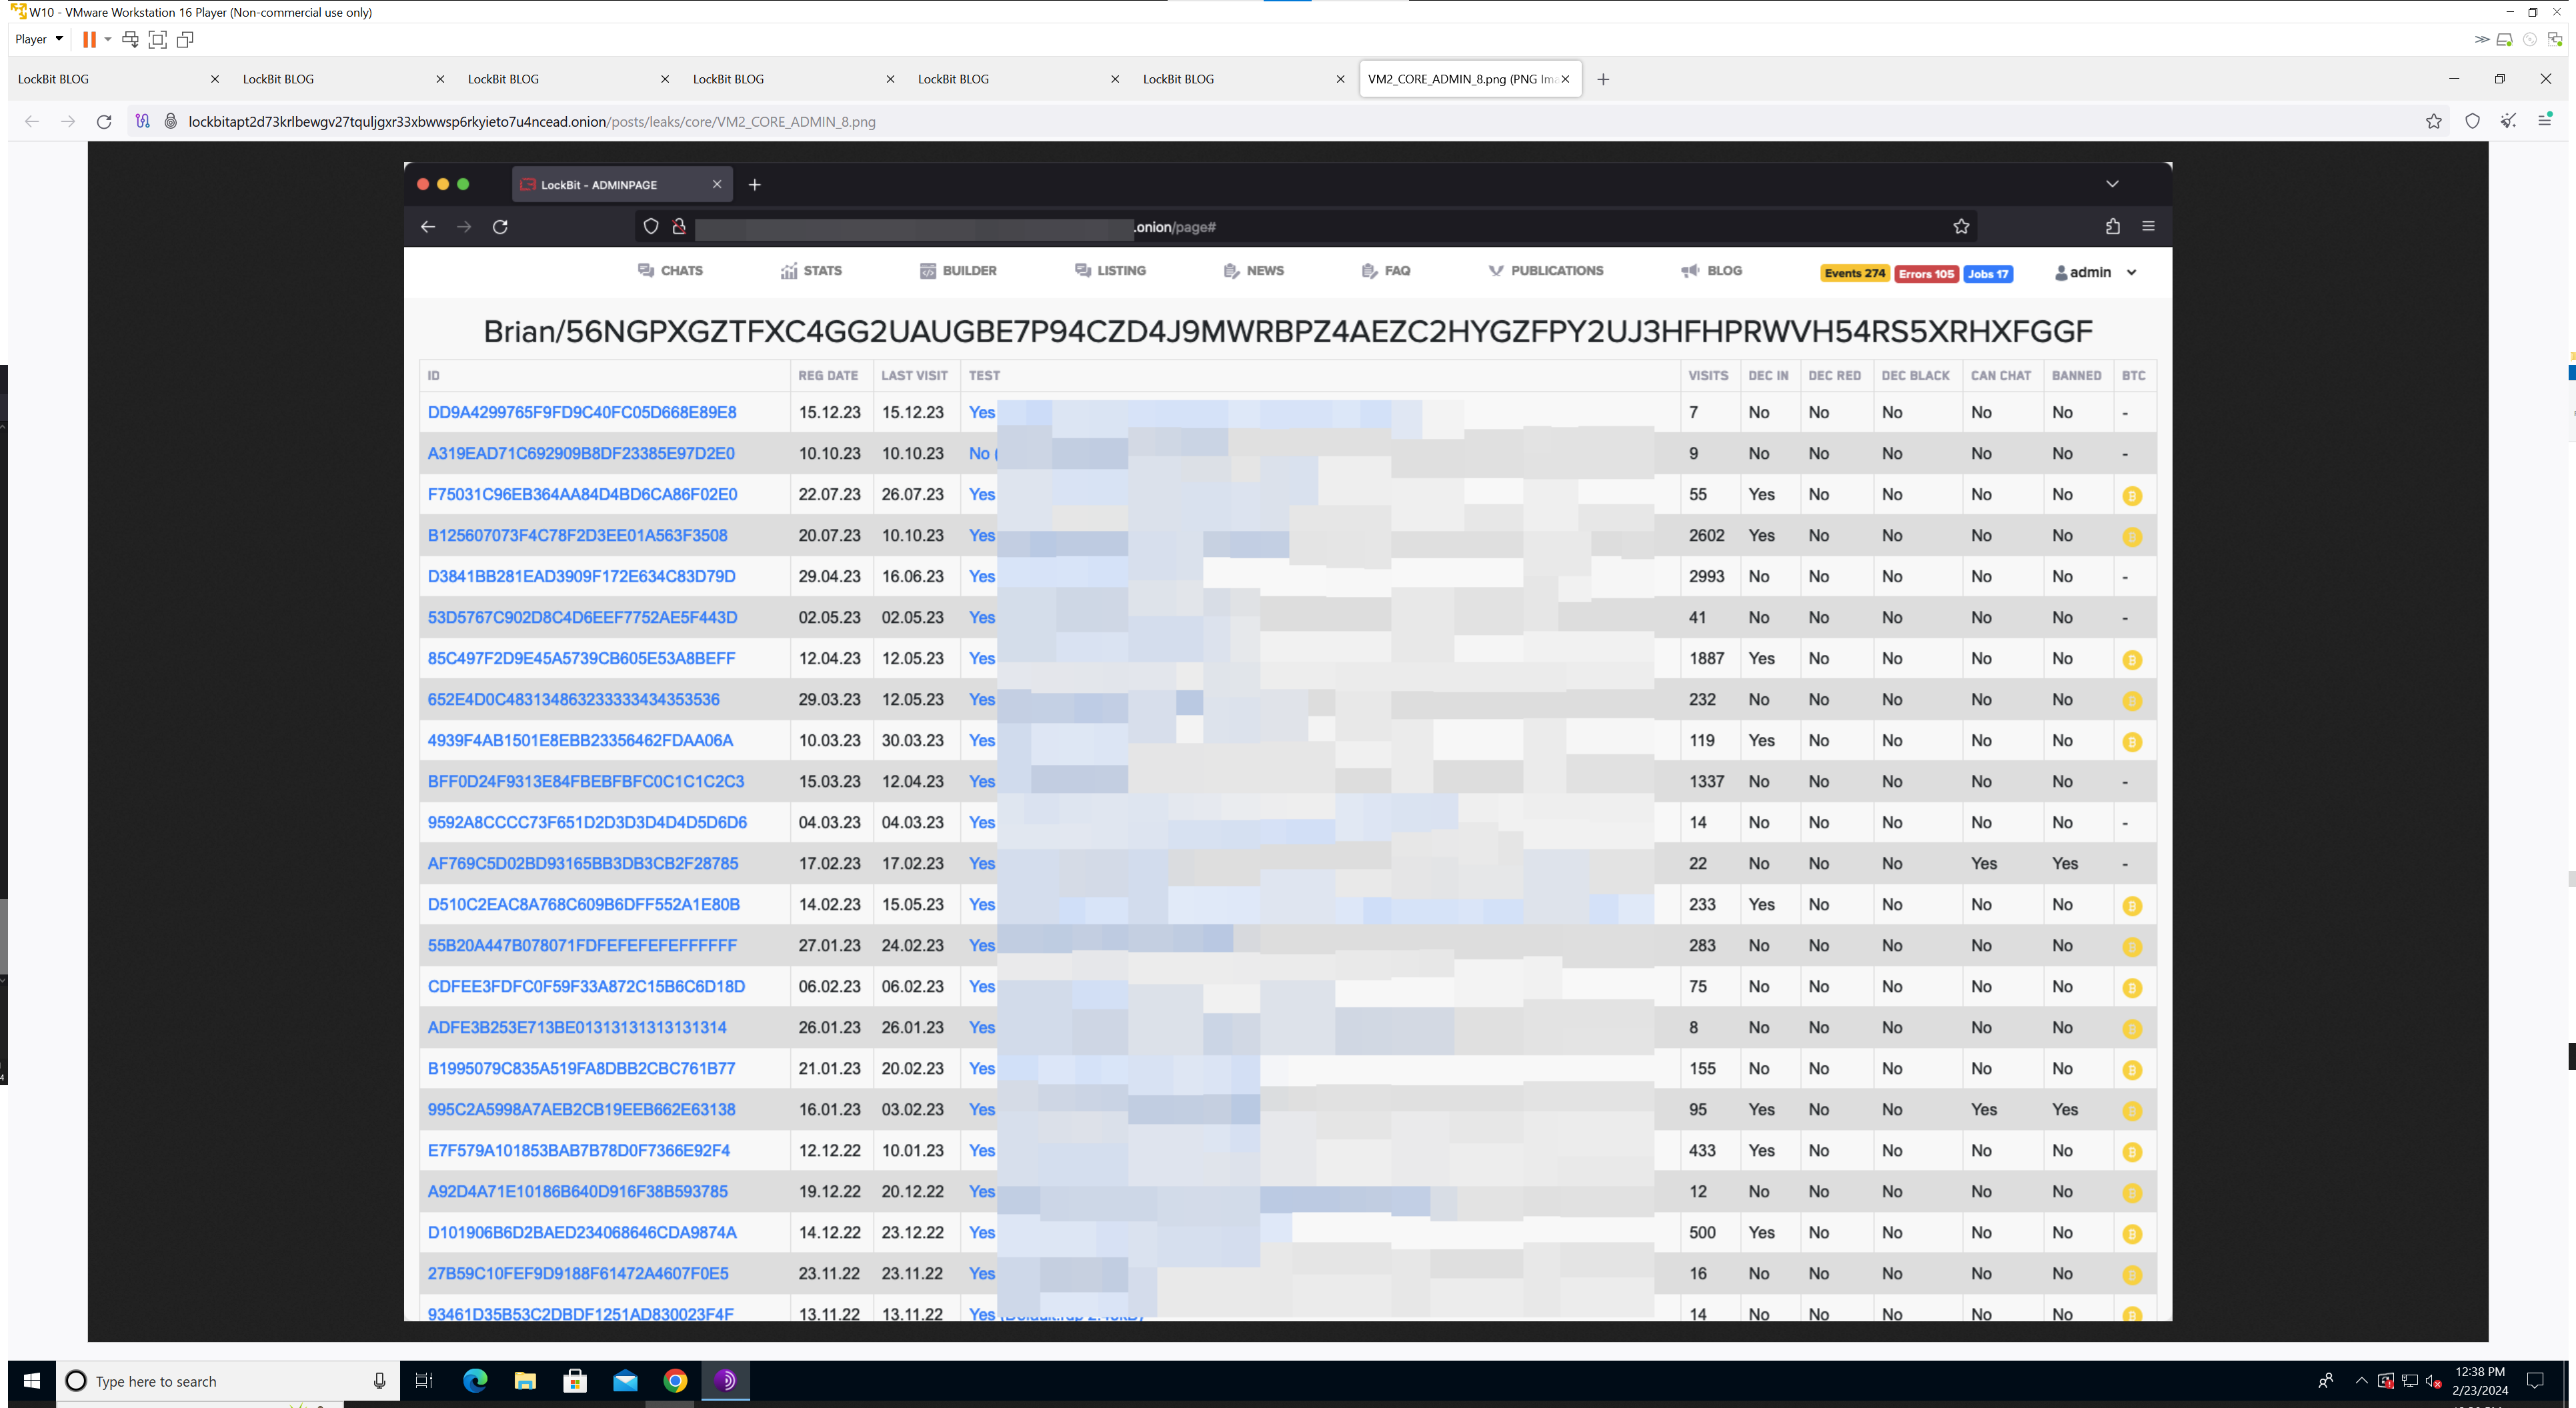 W10 - VMware Workstation 16 Player (Non-commercial use only)
Player
LockBit BLOG LockBit BLOG LockBit BLOG LockBit BLOG LockBit BLOG LockBit BLOG VM2_CORE_ADMIN_8.png (PNG Im
lockbitapt2d73krlbewgv27tquljgxr33xbwwsp6rkyieto7u4ncead.onion/posts/leaks/core/VM2_CORE_ADMIN_8.png
LockBit - ADMINPAGE
.onion/page#
CHATS STATS BUILDER LISTING NEWS FAQ PUBLICATIONS BLOG Events 274 Errors 105 Jobs 17 admin
Brian/56NGPXGZTFXC4GG2UAUGBE7P94CZD4J9MWRBPZ4AEZC2HYGZFPY2UJ3HFHPRWVH54RS5XRHXFGGF
ID REG DATE LAST VISIT TEST VISITS DEC IN DEC RED DEC BLACK CAN CHAT BANNED BTC
DD9A4299765F9FD9C40FC05D668E89E8 15.12.23 15.12.23 Yes 7 No No No No No -
A319EAD71C692909B8DF23385E97D2E0 10.10.23 10.10.23 No ( 9 No No No No No -
F75031C96EB364AA84D4BD6CA86F02E0 22.07.23 26.07.23 Yes 55 Yes No No No No
B125607073F4C78F2D3EE01A563F3508 20.07.23 10.10.23 Yes 2602 Yes No No No No
D3841BB281EAD3909F172E634C83D79D 29.04.23 16.06.23 Yes 2993 No No No No No -
53D5767C902D8C4D6EEF7752AE5F443D 02.05.23 02.05.23 Yes 41 No No No No No -
85C497F2D9E45A5739CB605E53A8BEFF 12.04.23 12.05.23 Yes 1887 Yes No No No No
652E4D0C4831348632333334343536 29.03.23 12.05.23 Yes 232 No No No No No
4939F4AB1501E8EBB23356462FDAA06A 10.03.23 30.03.23 Yes 119 Yes No No No No
BFF0D24F9313E84FBEBFBFC0C1C1C2C3 15.03.23 12.04.23 Yes 1337 No No No No No -
9592A8CCCC73F651D2D3D3D4D4D5D6D6 04.03.23 04.03.23 Yes 14 No No No No No -
AF769C5D02BD93165BB3DB3CB2F28785 17.02.23 17.02.23 Yes 22 No No No Yes Yes -
D510C2EAC8A768C609B6DFF552A1E80B 14.02.23 15.05.23 Yes 233 Yes No No No No
55B20A447B078071FDFEFEFEFEFFFFFF 27.01.23 24.02.23 Yes 283 No No No No No
CDFEE3FDFC0F59F33A872C15B6C6D18D 06.02.23 06.02.23 Yes 75 No No No No No
ADFE3B253E713BE01313131313131314 26.01.23 26.01.23 Yes 8 No No No No No
B1995079C835A519FA8DBB2CBC761B77 21.01.23 20.02.23 Yes 155 No No No No No
995C2A5998A7AEB2CB19EEB662E63138 16.01.23 03.02.23 Yes 95 Yes No No Yes Yes
E7F579A101853BAB7B78D0F7366E92F4 12.12.22 10.01.23 Yes 433 Yes No No No No
A92D4A71E10186B640D916F38B593785 19.12.22 20.12.22 Yes 12 No No No No No
D101906B6D2BAED234068646CDA9874A 14.12.22 23.12.22 Yes 500 Yes No No No No
27B59C10FEF9D9188F61472A4607F0E5 23.11.22 23.11.22 Yes 16 No No No No No
93461D35B53C2DBDF1251AD830023F4F 13.11.22 13.11.22 Yes 14 No No No No No
Type here to search
12:38 PM
2/23/2024